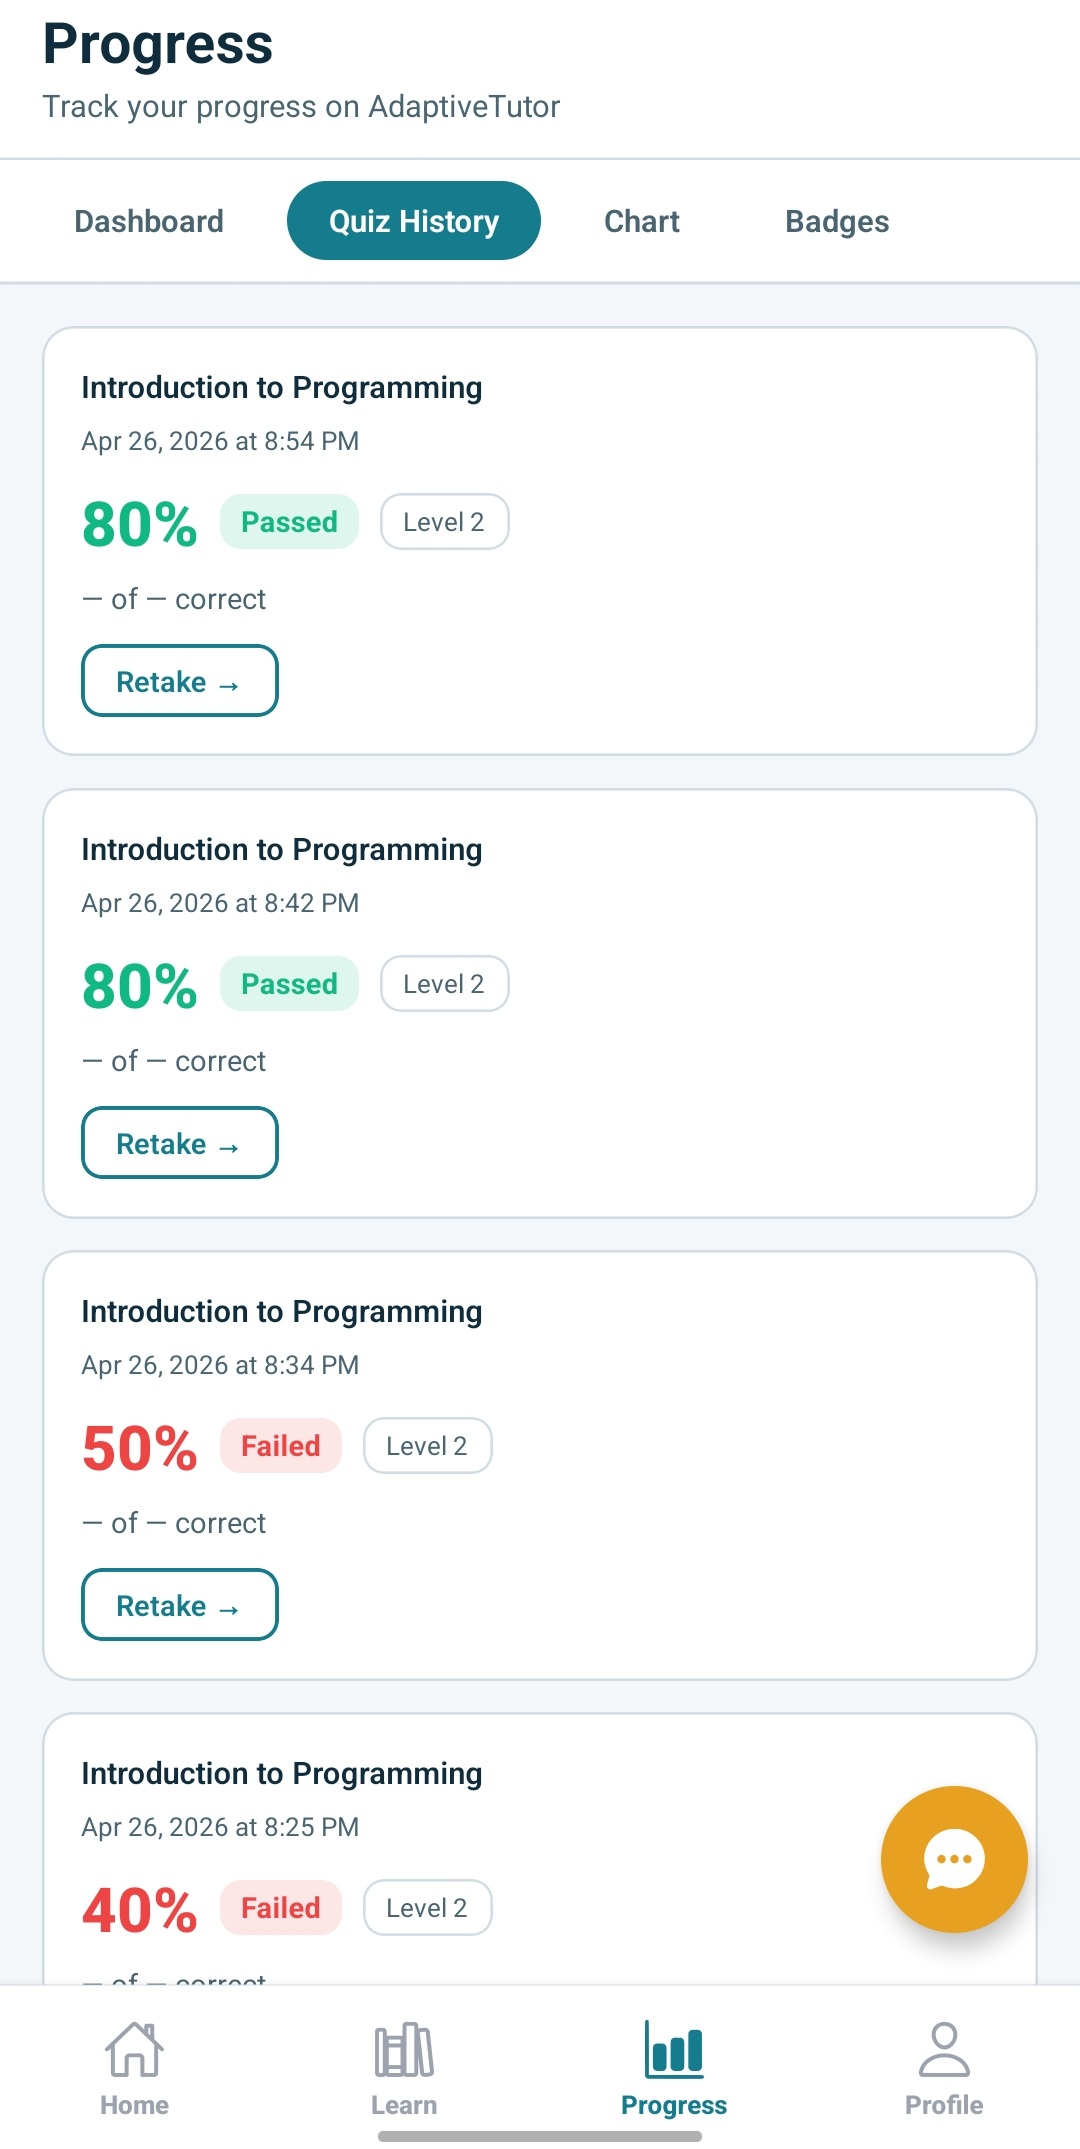 Progress
Track your progress on AdaptiveTutor
Dashboard Quiz History Chart Badges
Introduction to Programming
Apr 26, 2026 at 8:54 PM
80% Passed Level 2
— of — correct
Retake →
Introduction to Programming
Apr 26, 2026 at 8:42 PM
80% Passed Level 2
— of — correct
Retake →
Introduction to Programming
Apr 26, 2026 at 8:34 PM
50% Failed Level 2
— of — correct
Retake →
Introduction to Programming
Apr 26, 2026 at 8:25 PM
40% Failed Level 2
— of — correct
Home Learn Progress Profile